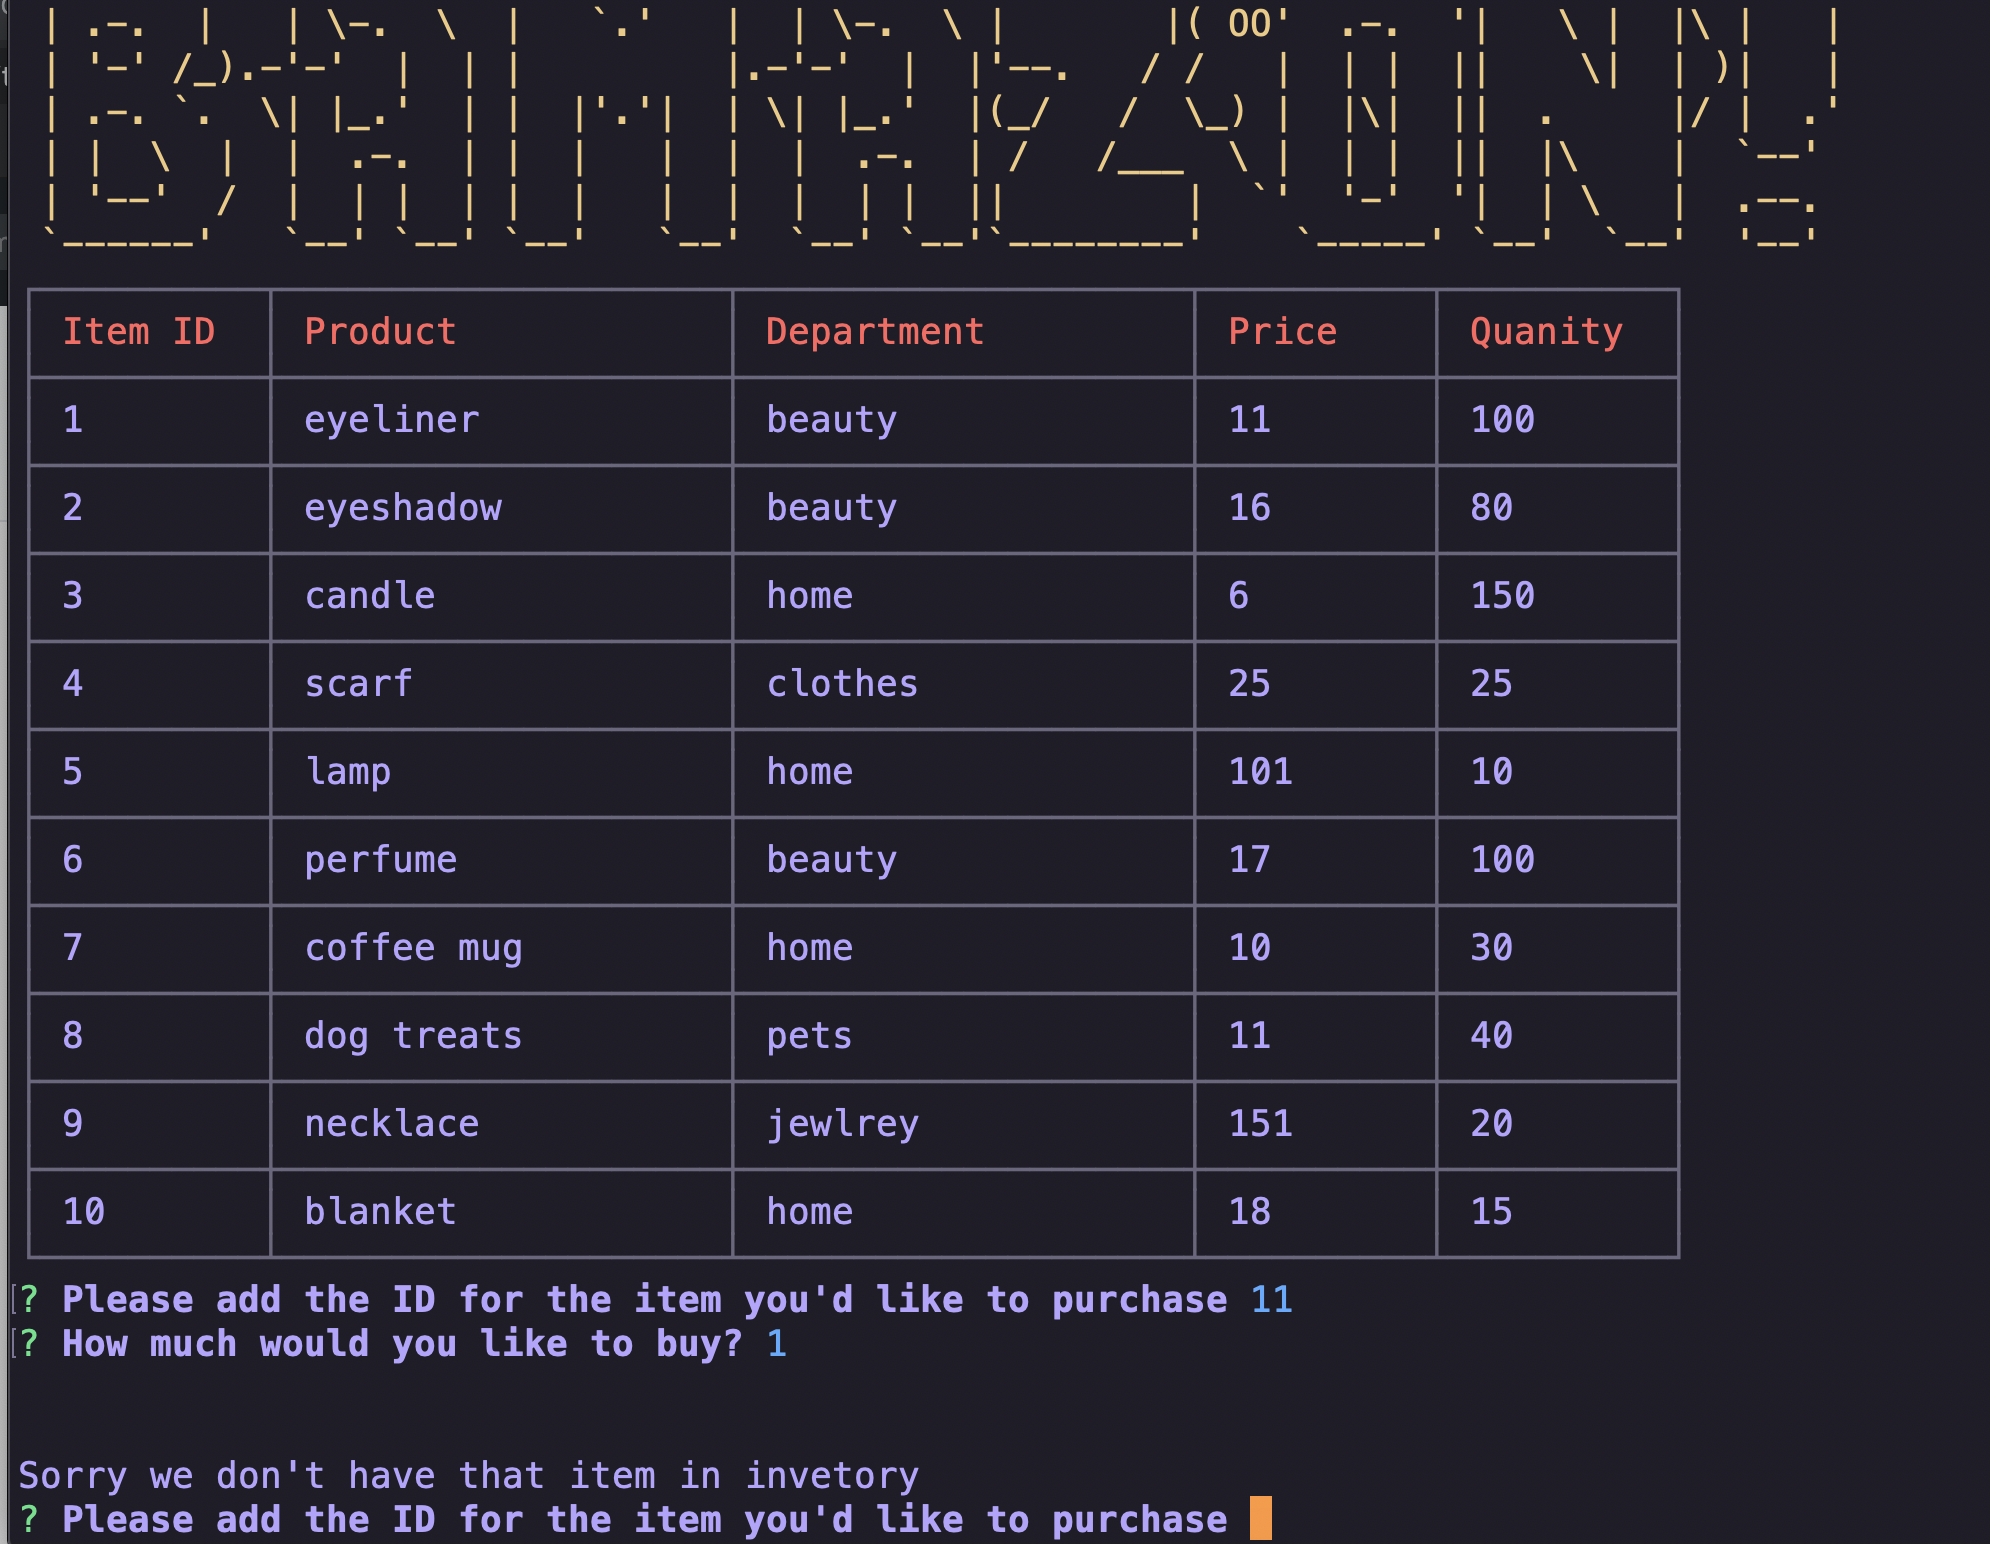 BAMAZON!
Item ID Product Department Price Quanity
1 eyeliner beauty 11 100
2 eyeshadow beauty 16 80
3 candle home 6 150
4 scarf clothes 25 25
5 lamp home 101 10
6 perfume beauty 17 100
7 coffee mug home 10 30
8 dog treats pets 11 40
9 necklace jewlrey 151 20
10 blanket home 18 15
? Please add the ID for the item you'd like to purchase 11
? How much would you like to buy? 1
Sorry we don't have that item in invetory
? Please add the ID for the item you'd like to purchase